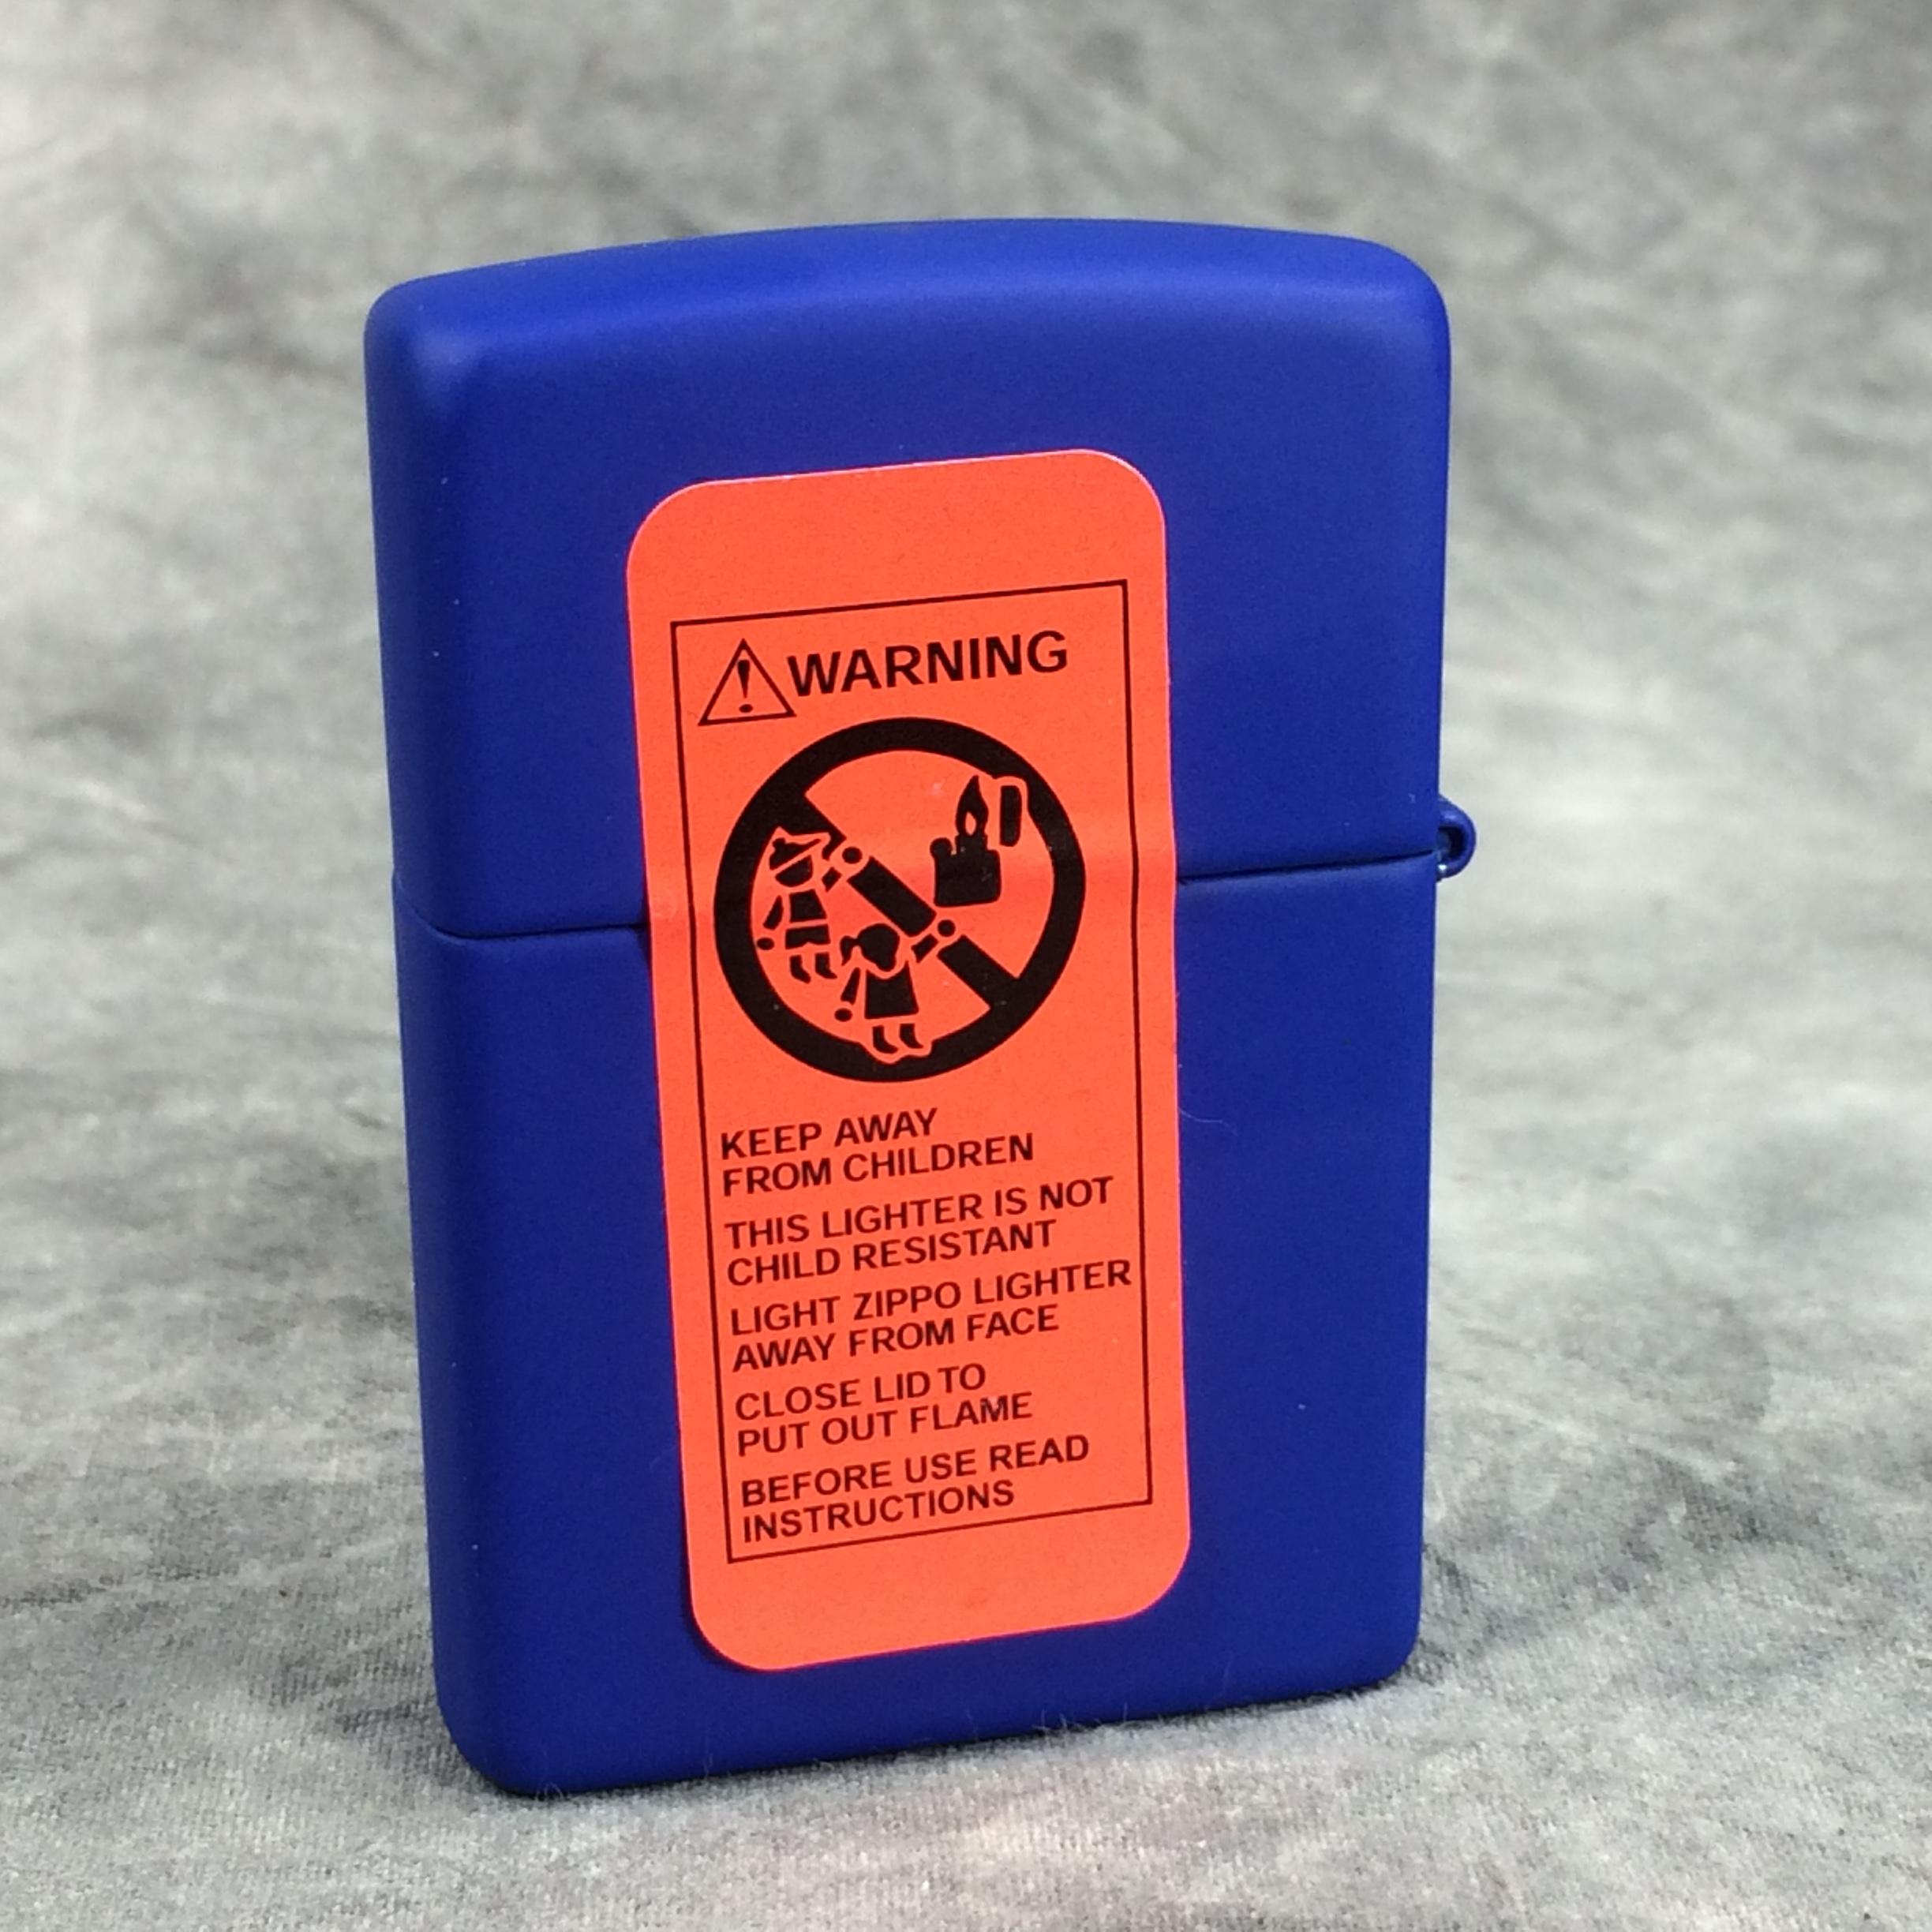 WARNING
KEEP AWAY
FROM CHILDREN
THIS LIGHTER IS NOT
CHILD RESISTANT
LIGHT ZIPPO LIGHTER
AWAY FROM FACE
CLOSE LID TO
PUT OUT FLAME
BEFORE USE READ
INSTRUCTIONS